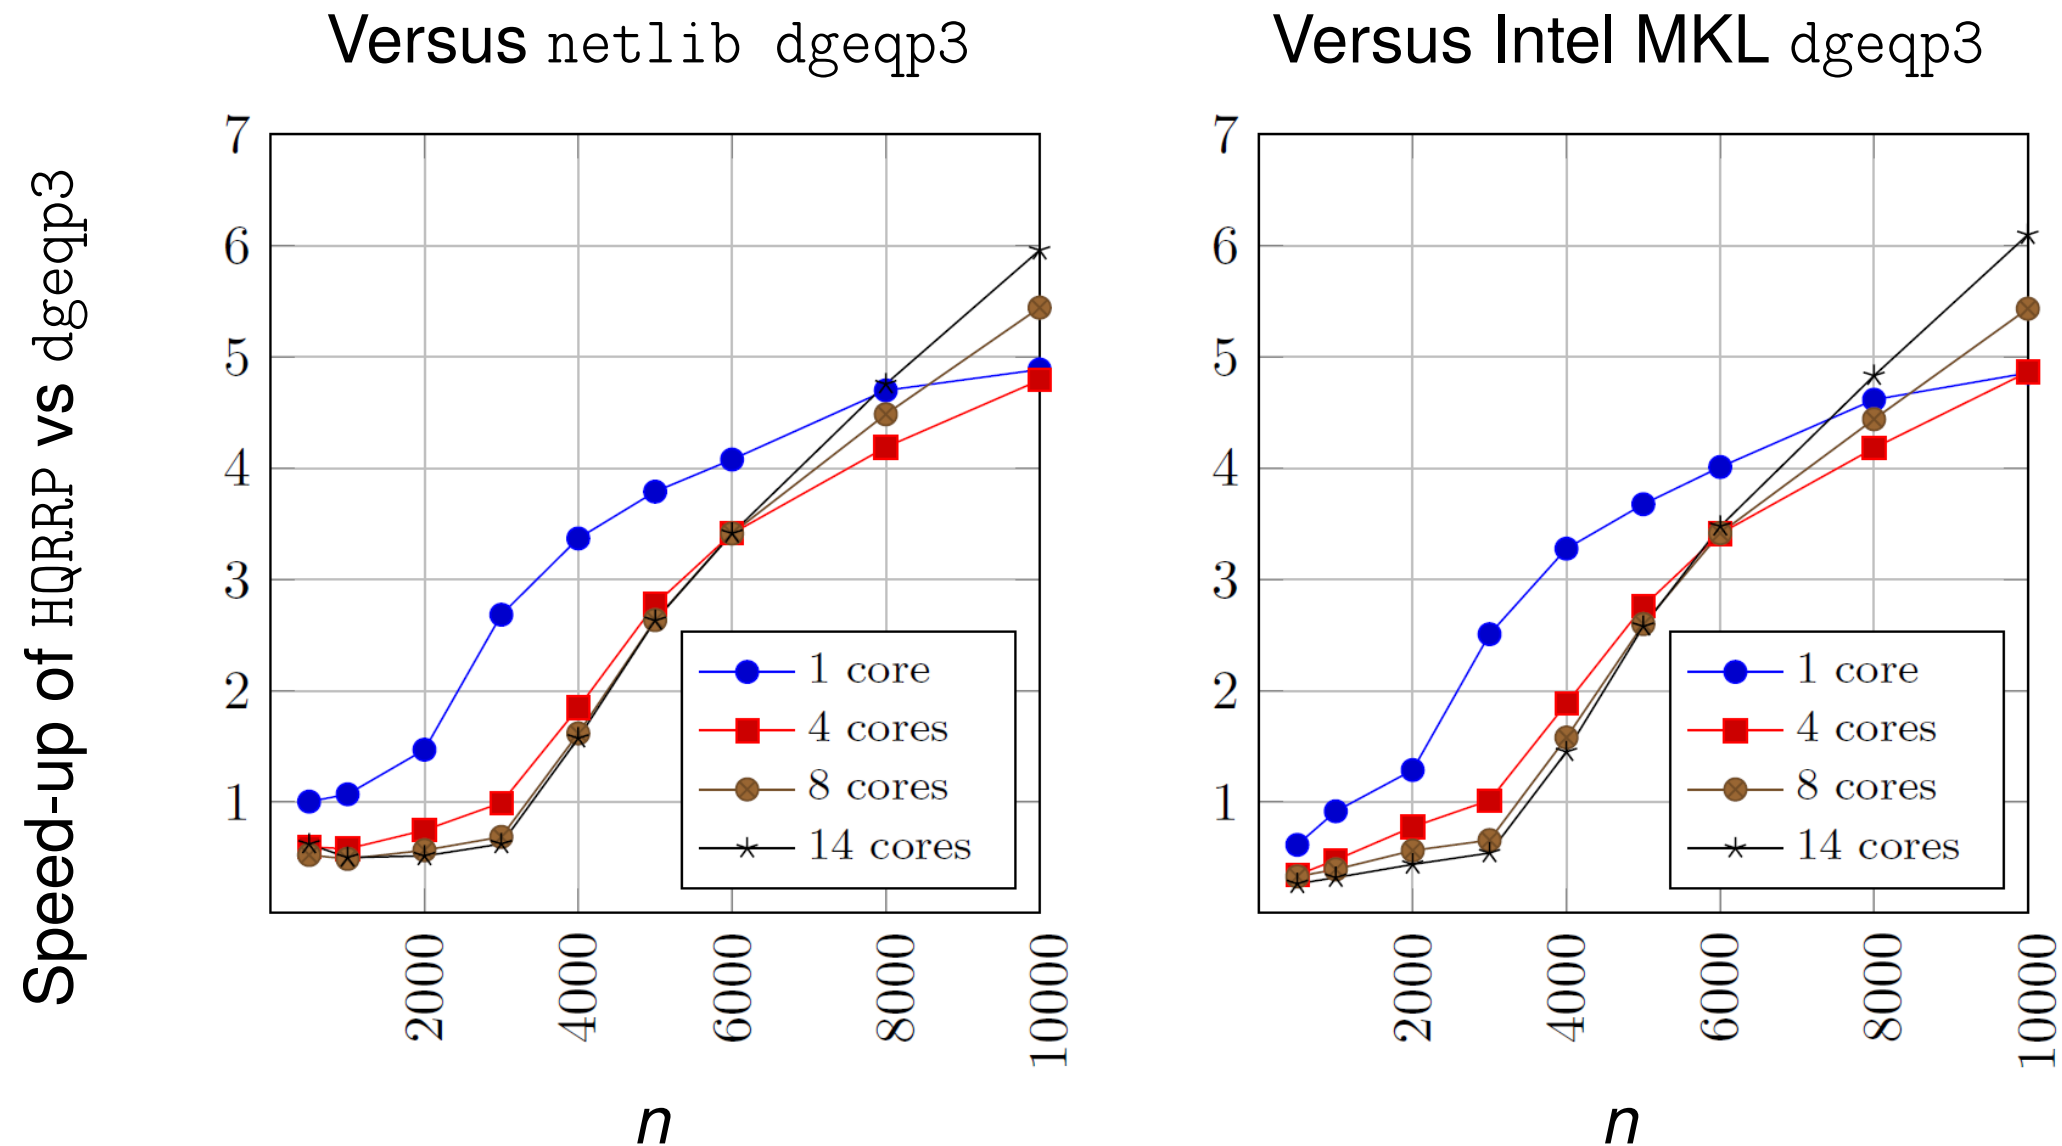 Versus netlib dgeqp3
Speed-up of HQRRP vs dgeqp3
7
6
5
4
3
2
1
1 core
4 cores
8 cores
14 cores
2000
4000
6000
8000
10000
n
Versus Intel MKL dgeqp3
7
6
5
4
3
2
1
1 core
4 cores
8 cores
14 cores
2000
4000
6000
8000
10000
n